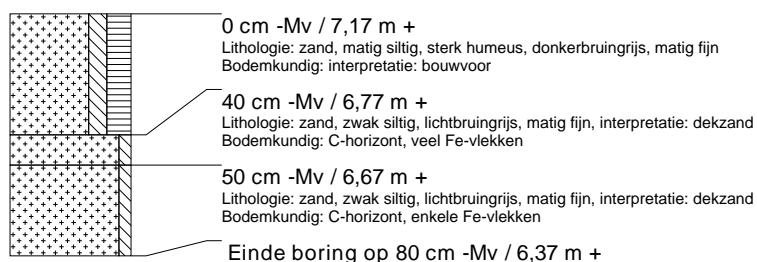 0 cm -Mv / 7,17 m +
Lithologie: zand, matig siltig, sterk humeus, donkerbruingrijs, matig fijn
Bodemkundig: interpretatie: bouwvoor
40 cm -Mv / 6,77 m +
Lithologie: zand, zwak siltig, lichtbruingrijs, matig fijn, interpretatie: dekzand
Bodemkundig: C-horizont, veel Fe-vlekken
50 cm -Mv / 6,67 m +
Lithologie: zand, zwak siltig, lichtbruingrijs, matig fijn, interpretatie: dekzand
Bodemkundig: C-horizont, enkele Fe-vlekken
Einde boring op 80 cm -Mv / 6,37 m +